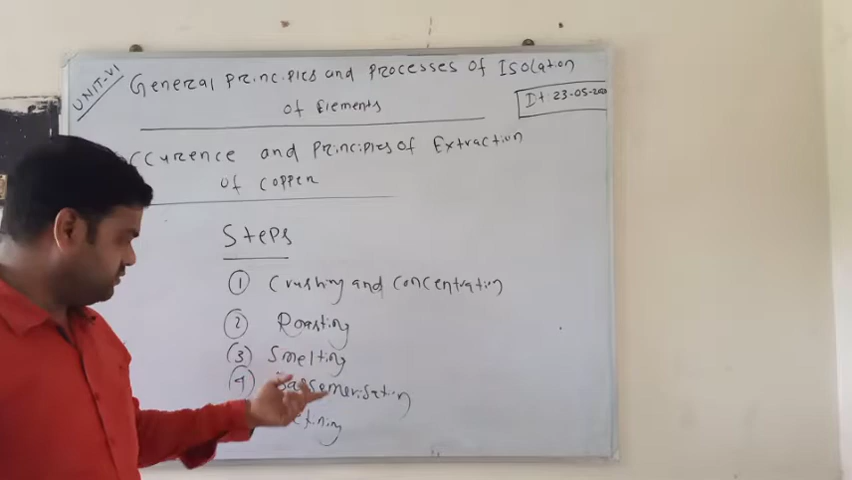 UNIT-VI
General Principles and Processes of Isolation
of Elements
Dt: 23-05-2020
ccurence and Principles of Extraction
of Copper
Steps
① Crushing and Concentration
② Roasting
③ Smelting
④ Bassemerisation